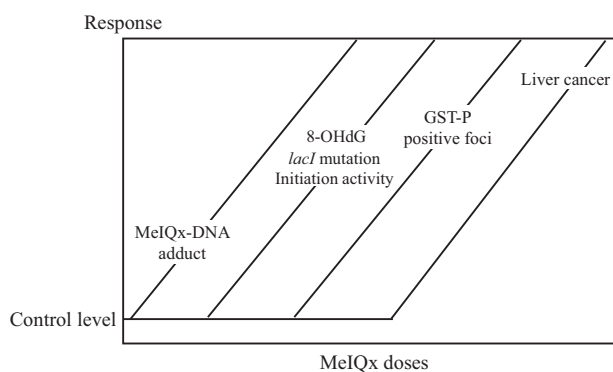 Response
Liver cancer
GST-P
positive foci
8-OHdG
lacI mutation
Initiation activity
MeIQx-DNA
adduct
Control level
MeIQx doses